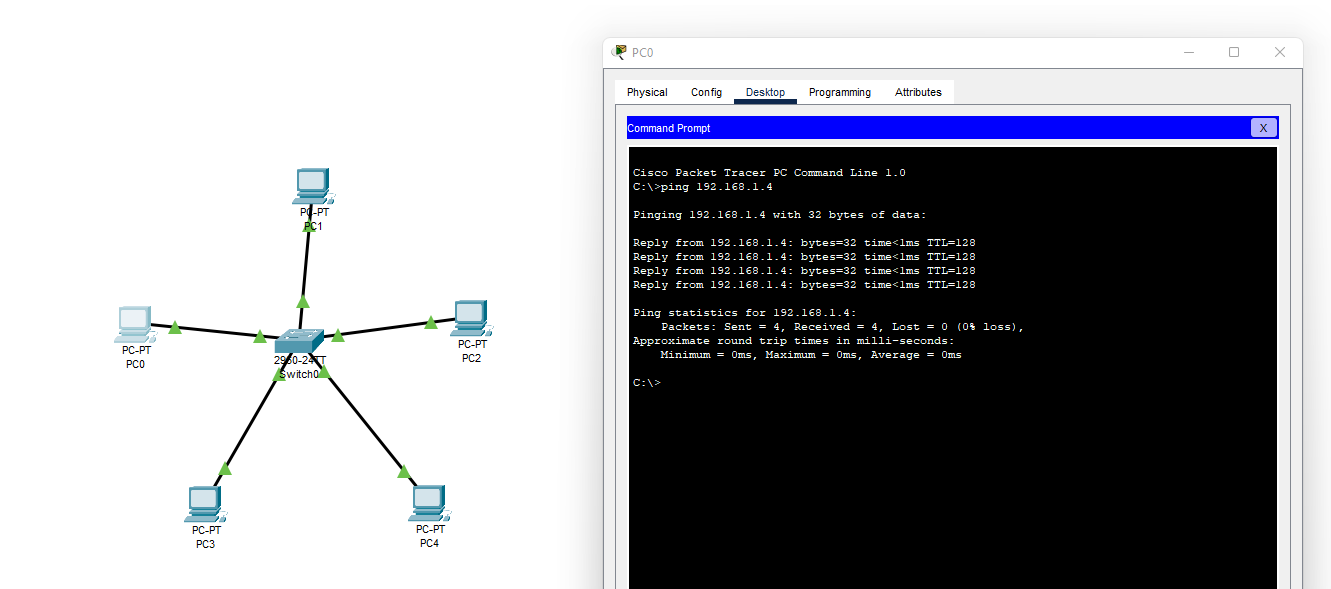 PC-PT
PC1
PC-PT
PC0
PC-PT
PC2
2960-24TT
Switch0
PC-PT
PC3
PC-PT
PC4
PC0
Physical Config Desktop Programming Attributes
Command Prompt
X
Cisco Packet Tracer PC Command Line 1.0
C:\>ping 192.168.1.4
Pinging 192.168.1.4 with 32 bytes of data:
Reply from 192.168.1.4: bytes=32 time<1ms TTL=128
Reply from 192.168.1.4: bytes=32 time<1ms TTL=128
Reply from 192.168.1.4: bytes=32 time<1ms TTL=128
Reply from 192.168.1.4: bytes=32 time<1ms TTL=128
Ping statistics for 192.168.1.4:
Packets: Sent = 4, Received = 4, Lost = 0 (0% loss),
Approximate round trip times in milli-seconds:
Minimum = 0ms, Maximum = 0ms, Average = 0ms
C:\>